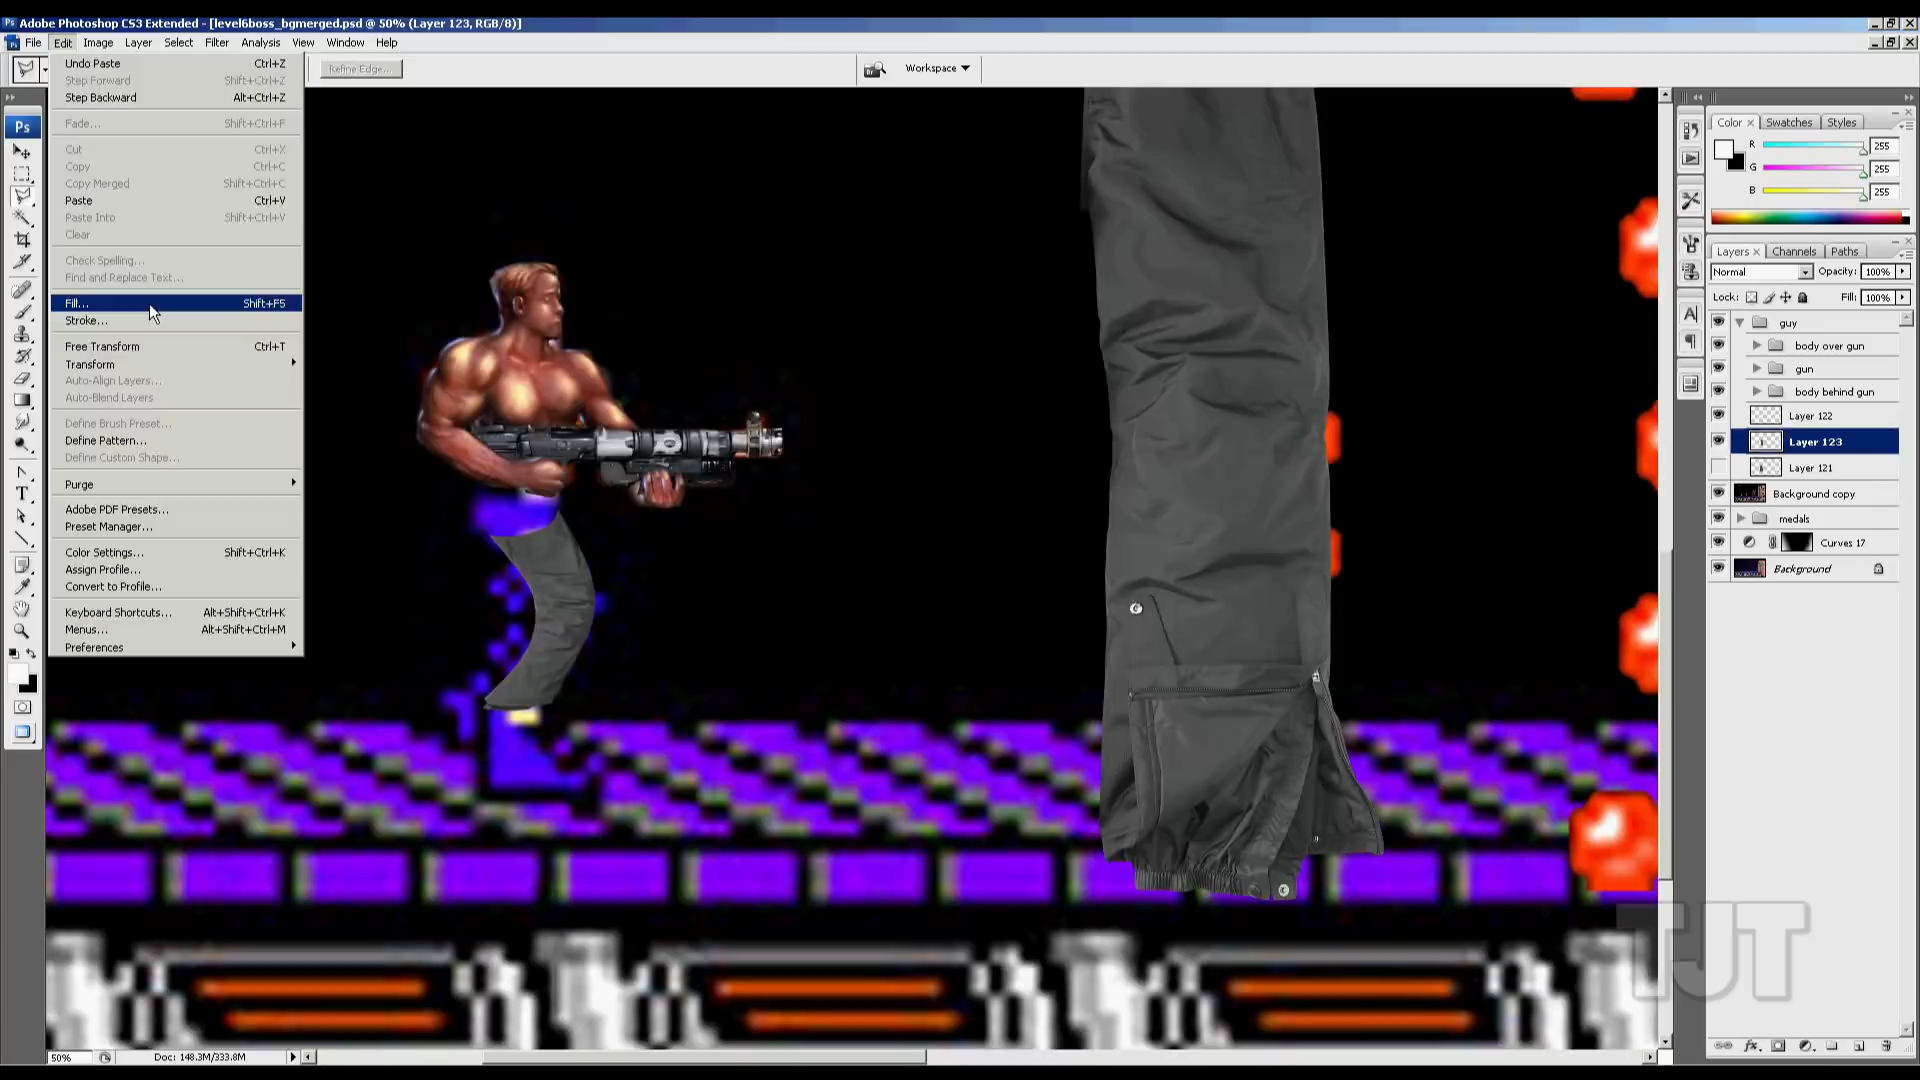 Ps Adobe Photoshop CS3 Extended - [level6boss_bgmerged.psd @ 50% (Layer 123, RGB/8)]
File Edit Image Layer Select Filter Analysis View Window Help
Refine Edge... Workspace
Undo Paste Ctrl+Z
Step Forward Shift+Ctrl+Z
Step Backward Alt+Ctrl+Z
Fade... Shift+Ctrl+F
Cut Ctrl+X
Copy Ctrl+C
Copy Merged Shift+Ctrl+C
Paste Ctrl+V
Paste Into Shift+Ctrl+V
Clear
Check Spelling...
Find and Replace Text...
Fill... Shift+F5
Stroke...
Free Transform Ctrl+T
Transform
Auto-Align Layers...
Auto-Blend Layers
Define Brush Preset...
Define Pattern...
Define Custom Shape...
Purge
Adobe PDF Presets...
Preset Manager...
Color Settings... Shift+Ctrl+K
Assign Profile...
Convert to Profile...
Keyboard Shortcuts... Alt+Shift+Ctrl+K
Menus... Alt+Shift+Ctrl+M
Preferences
Ps
T
Color Swatches Styles
R 255
G 255
B 255
Layers Channels Paths
Normal Opacity: 100%
Lock: Fill: 100%
guy
body over gun
gun
body behind gun
Layer 122
Layer 123
Layer 121
Background copy
medals
Curves 17
Background
TJT
50% Doc: 148.3M/333.8M